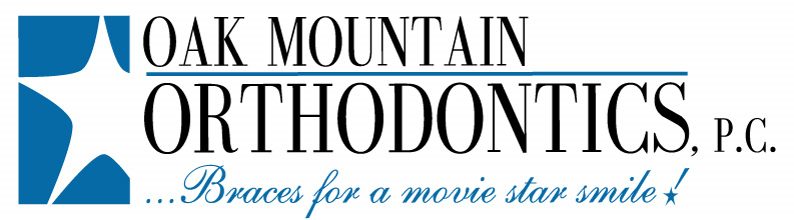 OAK MOUNTAIN
ORTHODONTICS, P.C.
...Braces for a movie star smile!